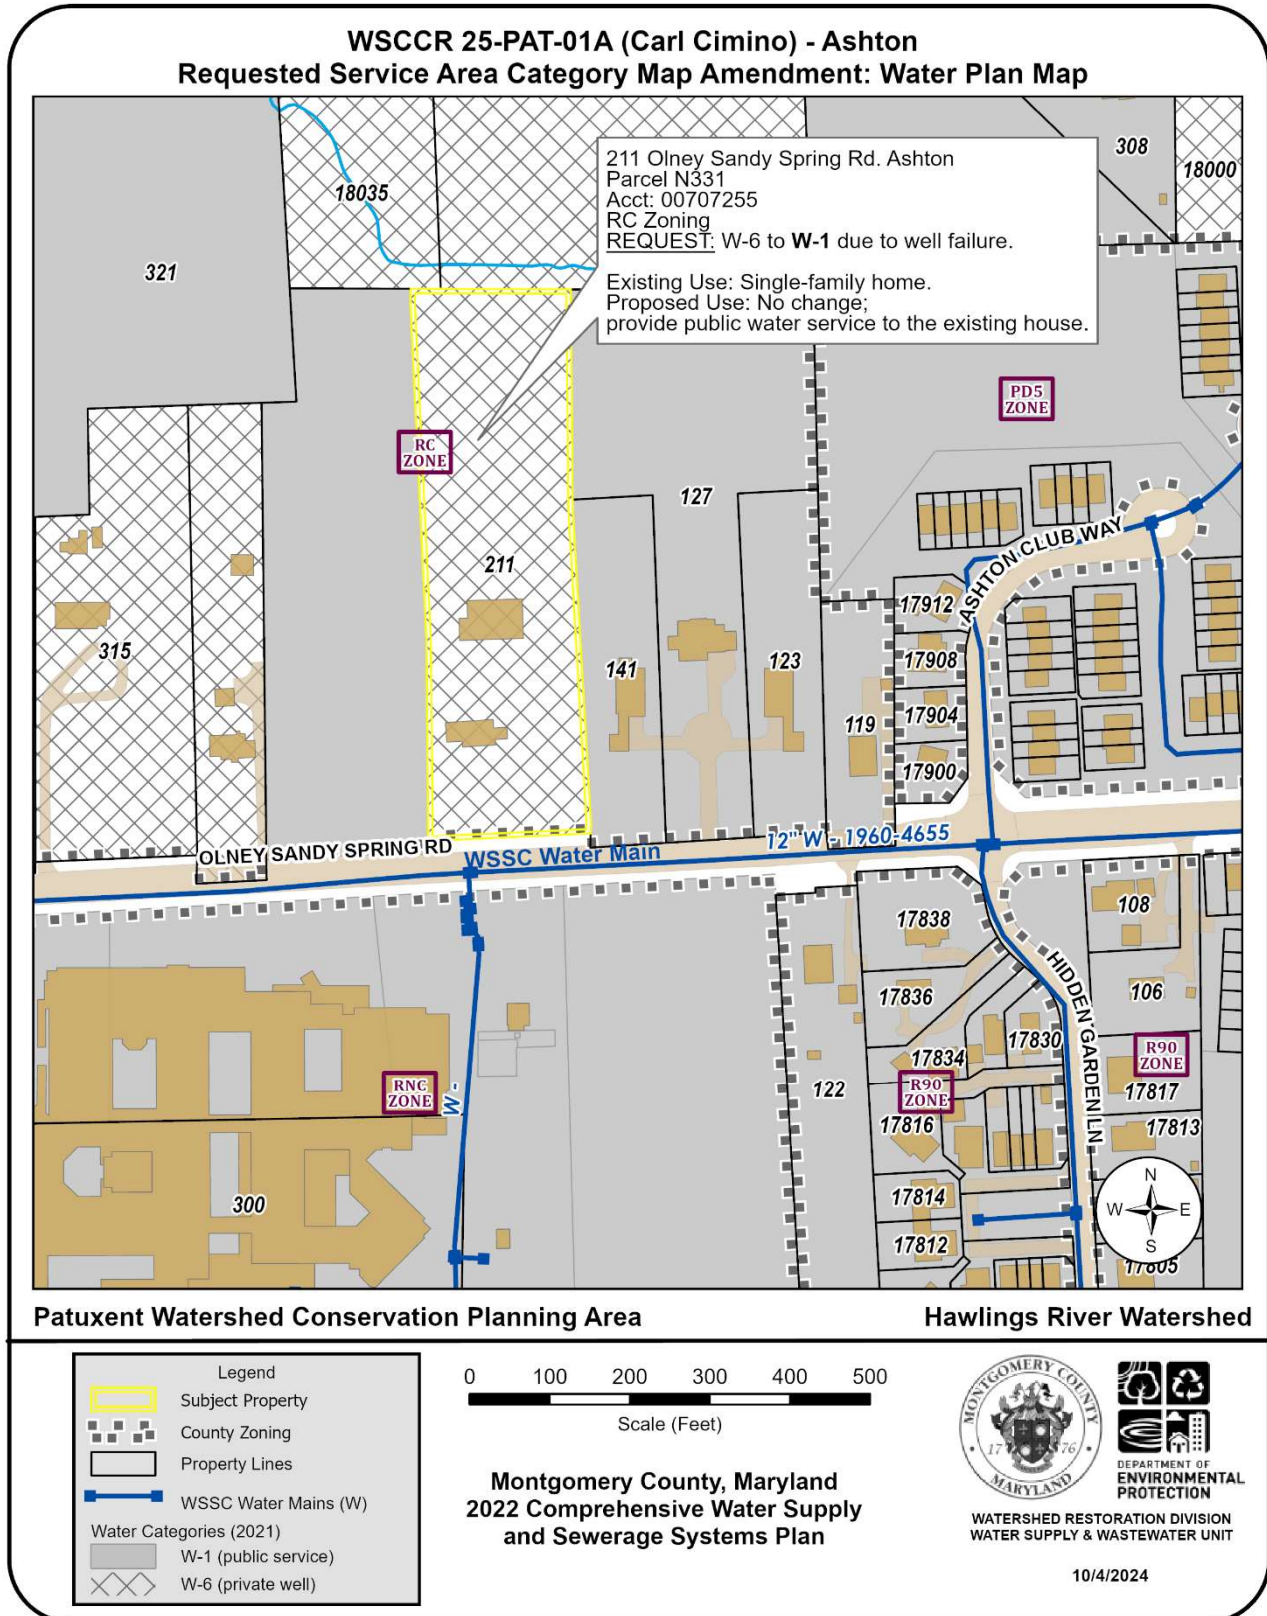 WSCCR 25-PAT-01A (Carl Cimino) - Ashton
Requested Service Area Category Map Amendment: Water Plan Map
308
18000
18035
211 Olney Sandy Spring Rd. Ashton
Parcel N331
Acct: 00707255
RC Zoning
REQUEST: W-6 to W-1 due to well failure.
Existing Use: Single-family home.
Proposed Use: No change;
provide public water service to the existing house.
321
PD5
ZONE
RC
ZONE
127
ASHTON CLUB WAY
211
17912
315
141
123
17908
119
17904
17900
OLNEY SANDY SPRING RD
WSSC Water Main
12" W - 1960-4655
17838
108
HIDDEN GARDEN LN
17836
106
17830
17834
R90
ZONE
RNC
ZONE
W -
122
R90
ZONE
17817
17816
17813
300
17814
17812
N
W
E
S
17805
Patuxent Watershed Conservation Planning Area
Hawlings River Watershed
Legend
Subject Property
County Zoning
Property Lines
WSSC Water Mains (W)
Water Categories (2021)
W-1 (public service)
W-6 (private well)
0 100 200 300 400 500
Scale (Feet)
Montgomery County, Maryland
2022 Comprehensive Water Supply
and Sewerage Systems Plan
MONTGOMERY COUNTY
17 76
MARYLAND
DEPARTMENT OF
ENVIRONMENTAL
PROTECTION
WATERSHED RESTORATION DIVISION
WATER SUPPLY & WASTEWATER UNIT
10/4/2024